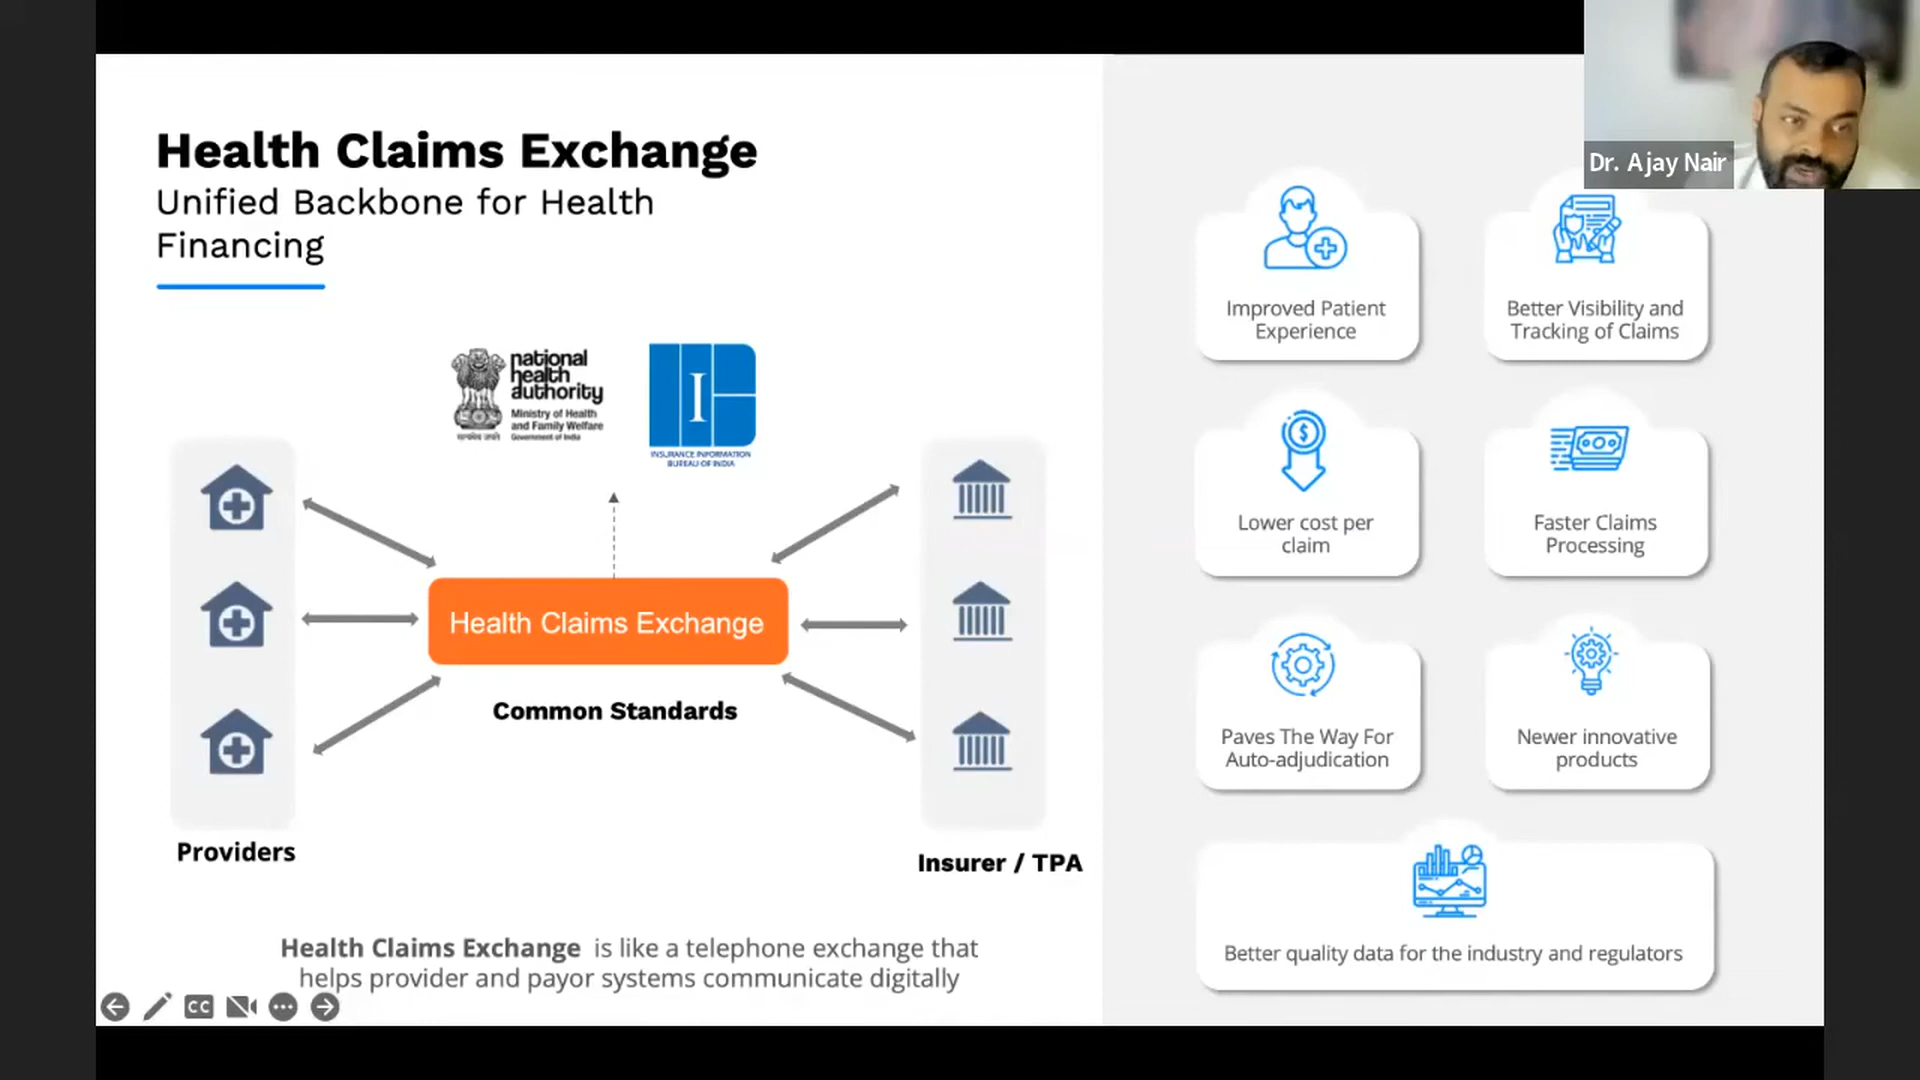 Health Claims Exchange
Unified Backbone for Health
Financing
national
health
authority
Ministry of Health
and Family Welfare
Government of India
I
INSURANCE INFORMATION
BUREAU OF INDIA
Health Claims Exchange
Common Standards
Providers
Insurer / TPA
Health Claims Exchange is like a telephone exchange that
helps provider and payor systems communicate digitally
CC
Dr. Ajay Nair
Improved Patient
Experience
Better Visibility and
Tracking of Claims
$
Lower cost per
claim
Faster Claims
Processing
Paves The Way For
Auto-adjudication
Newer innovative
products
Better quality data for the industry and regulators